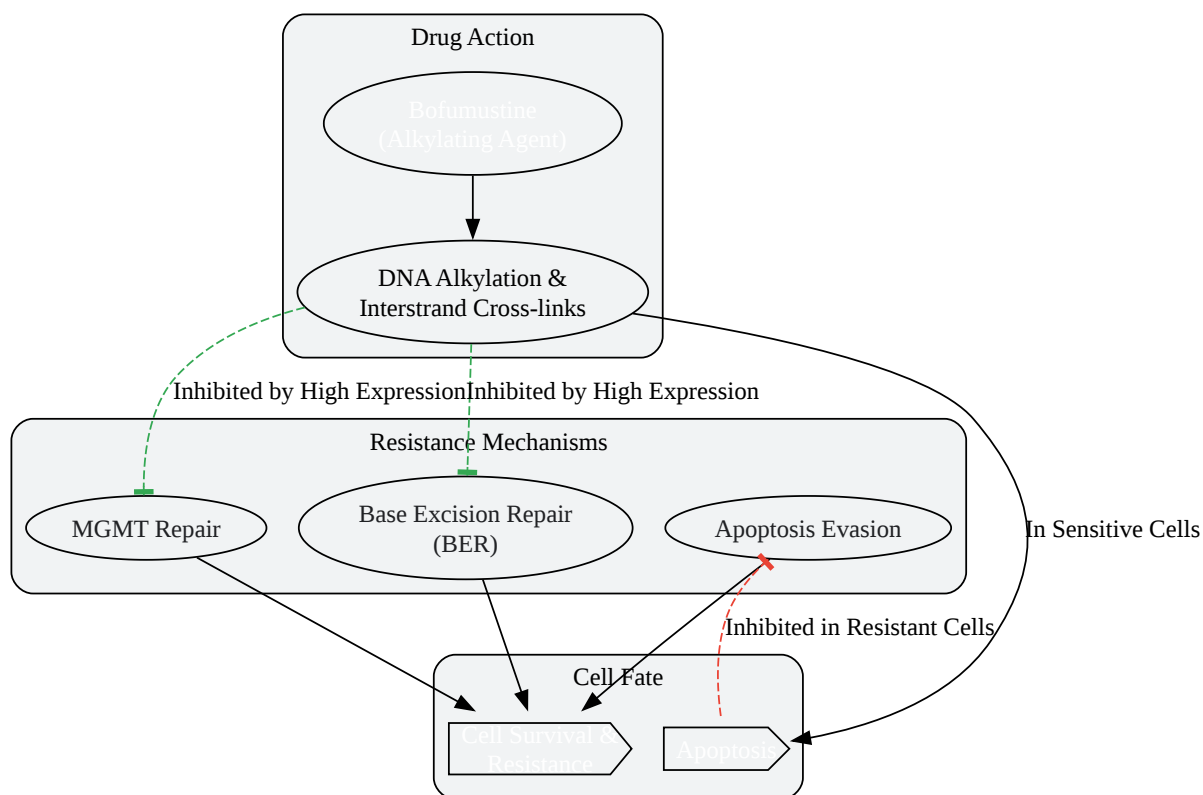 Drug Action
Bofumustine
(Alkylating Agent)
DNA Alkylation &
Interstrand Cross-links
Inhibited by High Expression
Inhibited by High Expression
Resistance Mechanisms
MGMT Repair
Base Excision Repair
(BER)
Apoptosis Evasion
In Sensitive Cells
Inhibited in Resistant Cells
Cell Fate
Cell Survival &
Resistance
Apoptosis